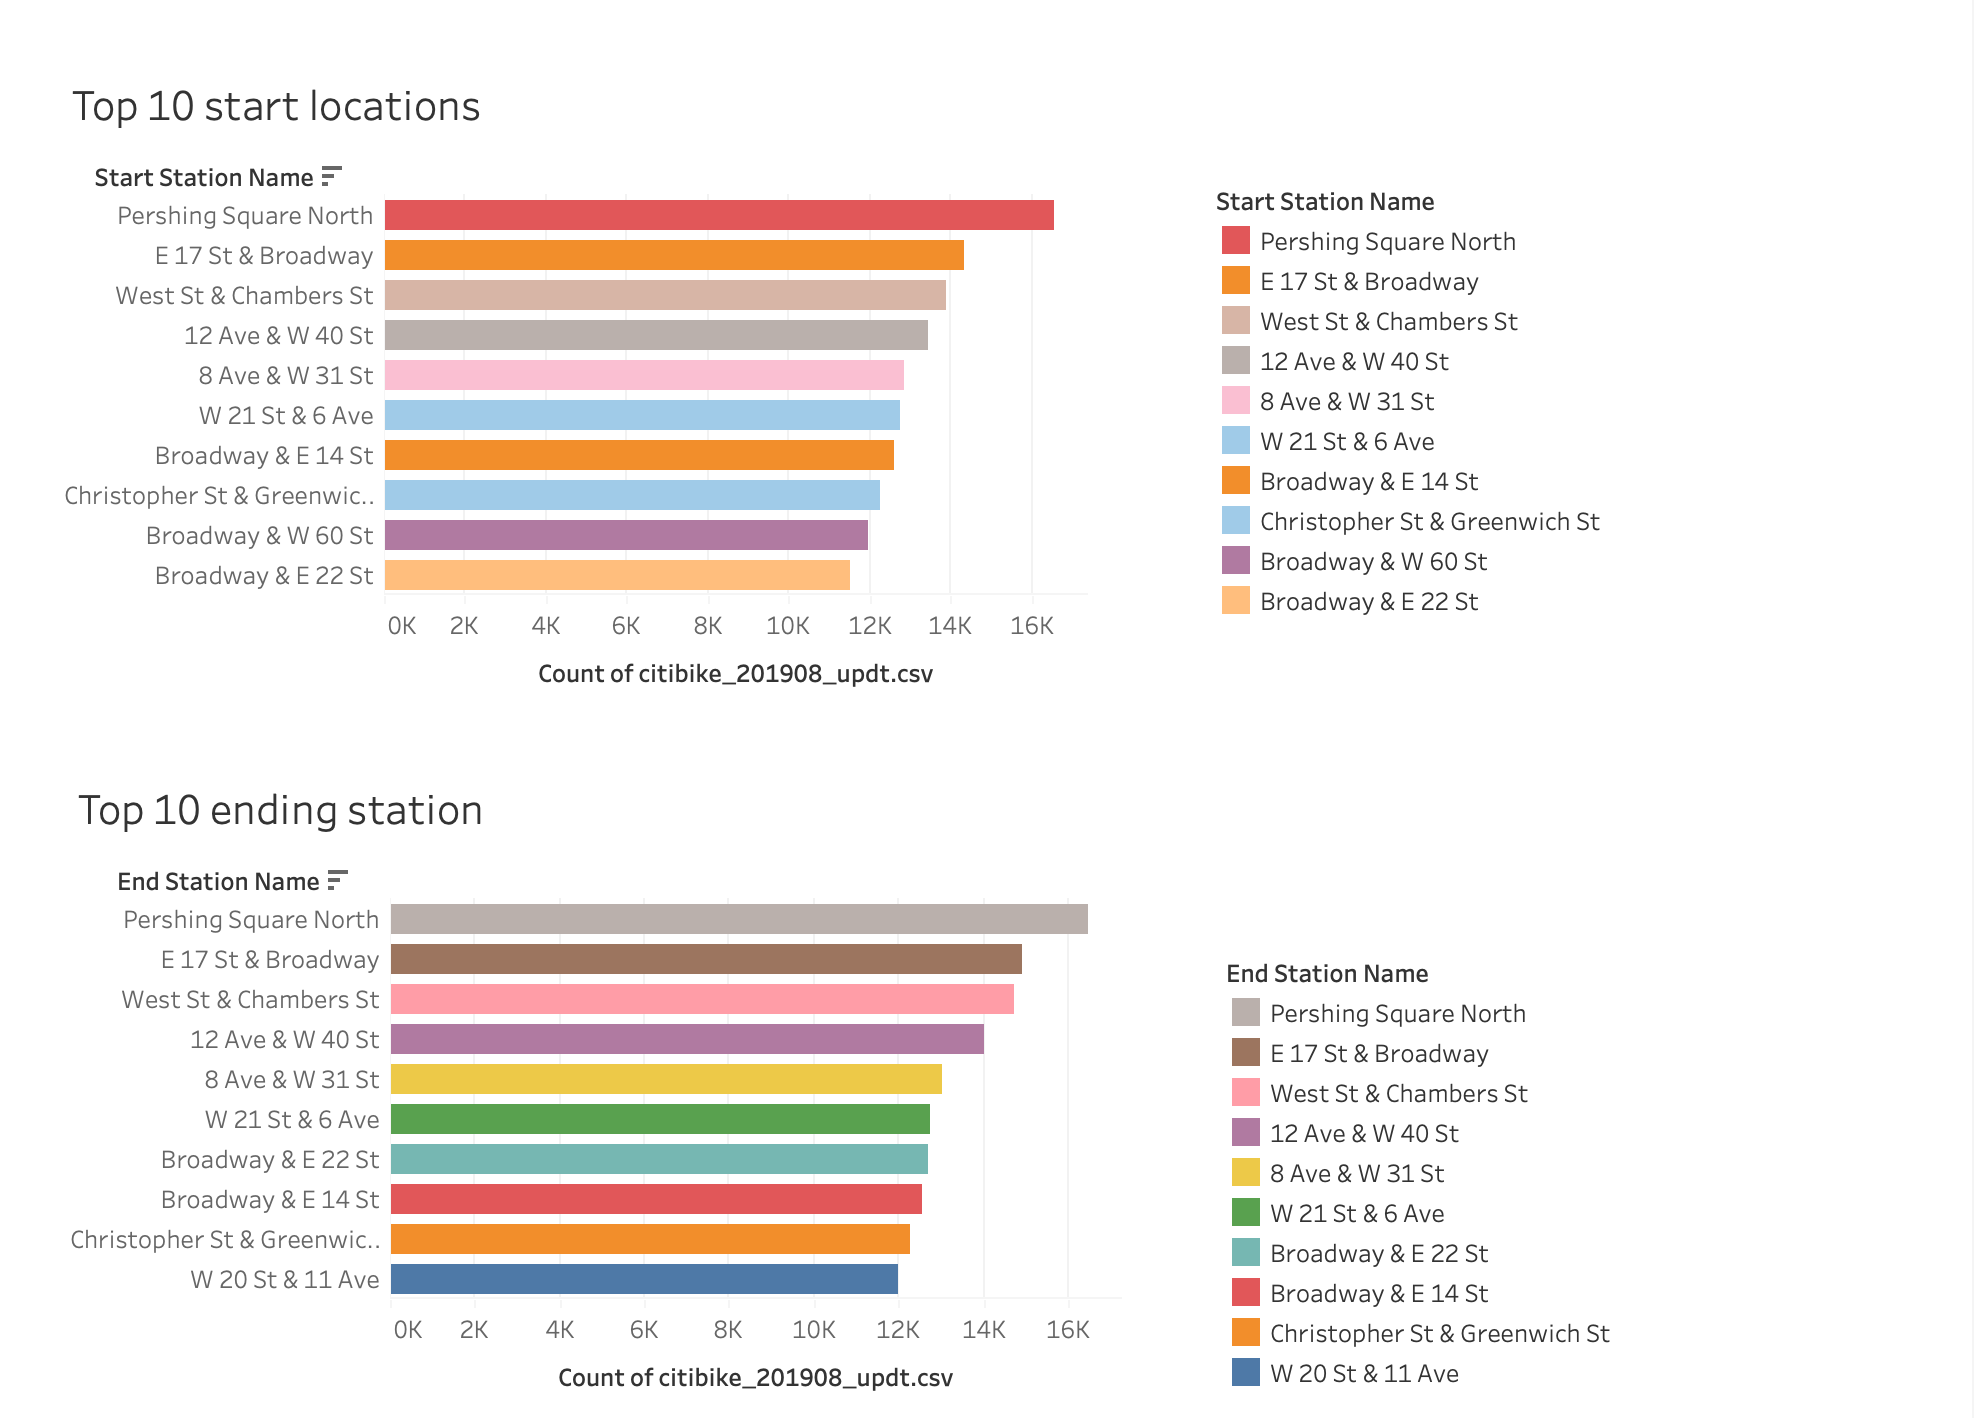 Top 10 start locations
Start Station Name
Pershing Square North
E 17 St & Broadway
West St & Chambers St
12 Ave & W 40 St
8 Ave & W 31 St
W 21 St & 6 Ave
Broadway & E 14 St
Christopher St & Greenwic..
Broadway & W 60 St
Broadway & E 22 St
0K 2K 4K 6K 8K 10K 12K 14K 16K
Count of citibike_201908_updt.csv
Start Station Name
Pershing Square North
E 17 St & Broadway
West St & Chambers St
12 Ave & W 40 St
8 Ave & W 31 St
W 21 St & 6 Ave
Broadway & E 14 St
Christopher St & Greenwich St
Broadway & W 60 St
Broadway & E 22 St
Top 10 ending station
End Station Name
Pershing Square North
E 17 St & Broadway
West St & Chambers St
12 Ave & W 40 St
8 Ave & W 31 St
W 21 St & 6 Ave
Broadway & E 22 St
Broadway & E 14 St
Christopher St & Greenwic..
W 20 St & 11 Ave
0K 2K 4K 6K 8K 10K 12K 14K 16K
Count of citibike_201908_updt.csv
End Station Name
Pershing Square North
E 17 St & Broadway
West St & Chambers St
12 Ave & W 40 St
8 Ave & W 31 St
W 21 St & 6 Ave
Broadway & E 22 St
Broadway & E 14 St
Christopher St & Greenwich St
W 20 St & 11 Ave